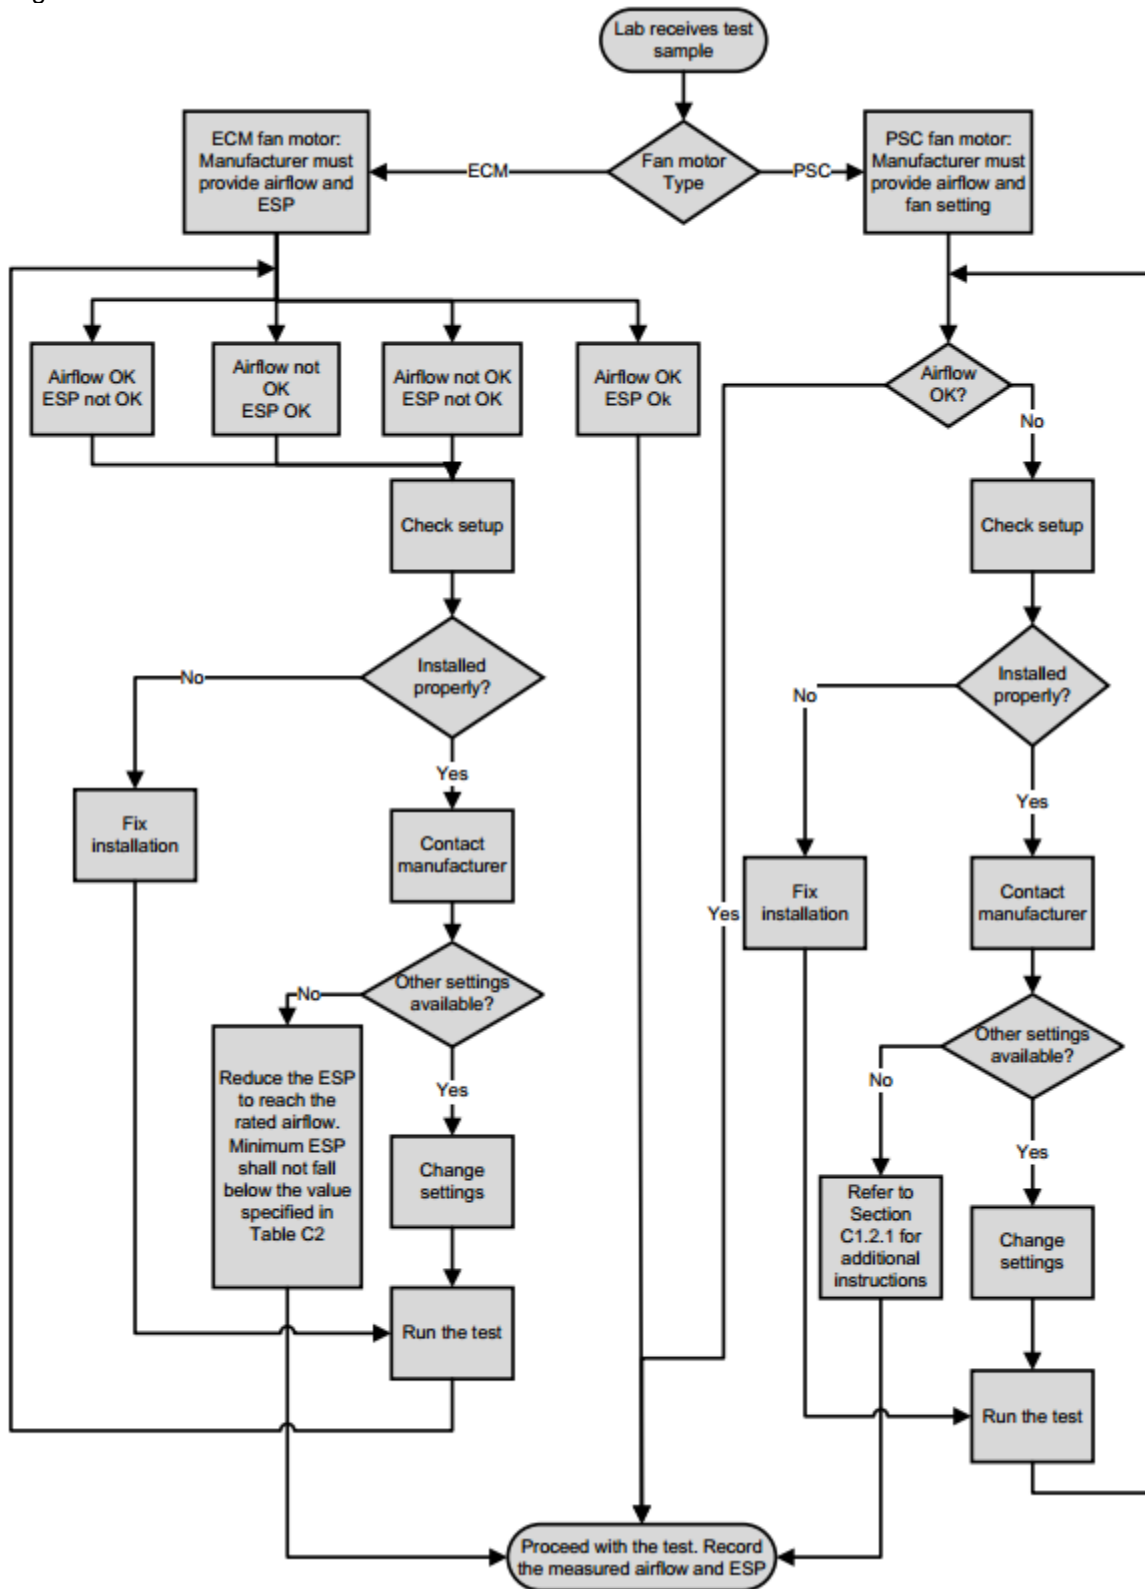 Lab receives test
sample
Fan motor
Type
ECM
PSC
ECM fan motor:
Manufacturer must
provide airflow and
ESP
PSC fan motor:
Manufacturer must
provide airflow and
fan setting
Airflow OK
ESP not OK
Airflow not
OK
ESP OK
Airflow not OK
ESP not OK
Airflow OK
ESP Ok
Airflow
OK?
No
Yes
Check setup
Installed
properly?
No
Yes
Fix
installation
Contact
manufacturer
Other settings
available?
No
Yes
Reduce the ESP
to reach the
rated airflow.
Minimum ESP
shall not fall
below the value
specified in
Table C2
Change
settings
Run the test
Check setup
Installed
properly?
No
Yes
Fix
installation
Contact
manufacturer
Other settings
available?
No
Yes
Refer to
Section
C1.2.1 for
additional
instructions
Change
settings
Run the test
Proceed with the test. Record
the measured airflow and ESP